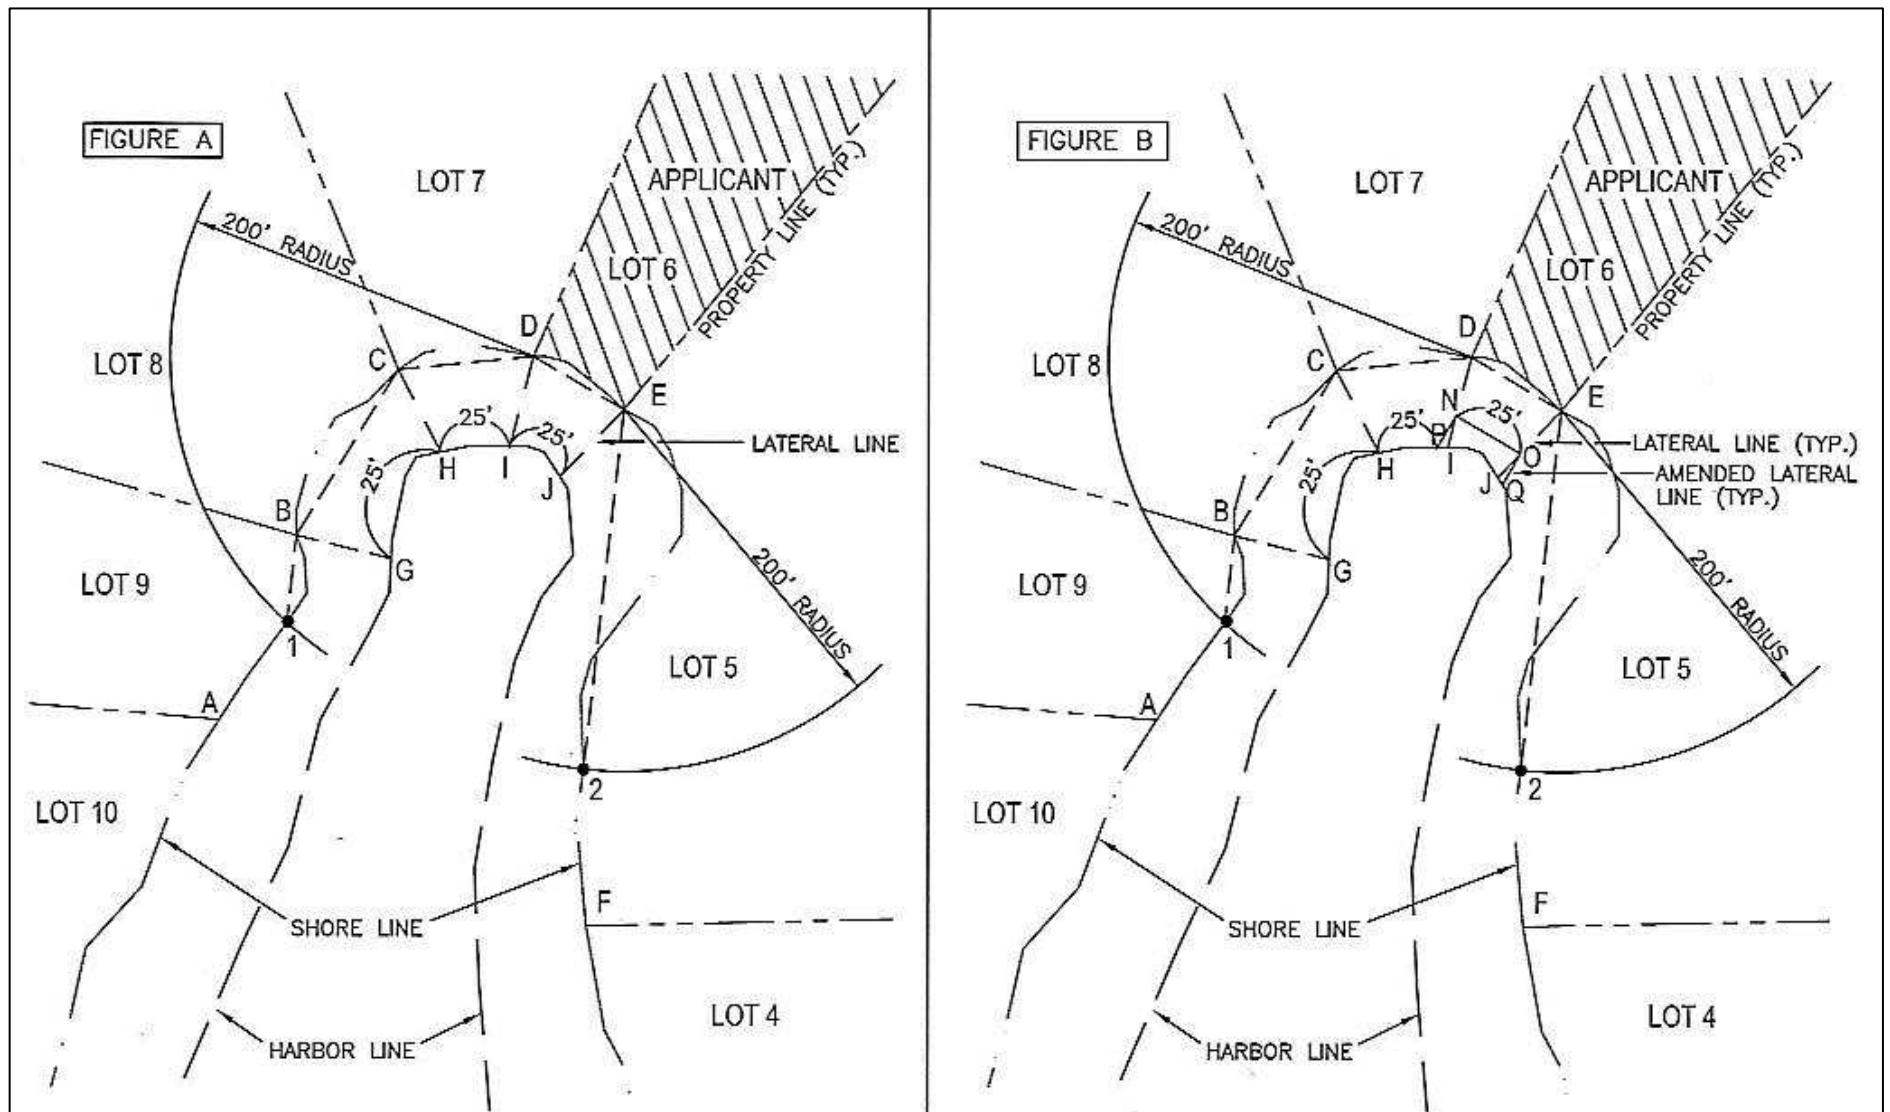 FIGURE A
LOT 7
APPLICANT
PROPERTY LINE (TYP.)
200' RADIUS
LOT 6
D
LOT 8
C
E
25'
25'
LATERAL LINE
H
I
J
25'
B
G
LOT 9
200' RADIUS
1
LOT 5
A
2
LOT 10
F
SHORE LINE
LOT 4
HARBOR LINE
FIGURE B
LOT 7
APPLICANT
PROPERTY LINE (TYP.)
200' RADIUS
LOT 6
D
LOT 8
C
E
N
25'
25'
P
LATERAL LINE (TYP.)
O
H
I
J
Q
AMENDED LATERAL
LINE (TYP.)
25'
B
G
LOT 9
200' RADIUS
1
LOT 5
A
2
LOT 10
F
SHORE LINE
LOT 4
HARBOR LINE